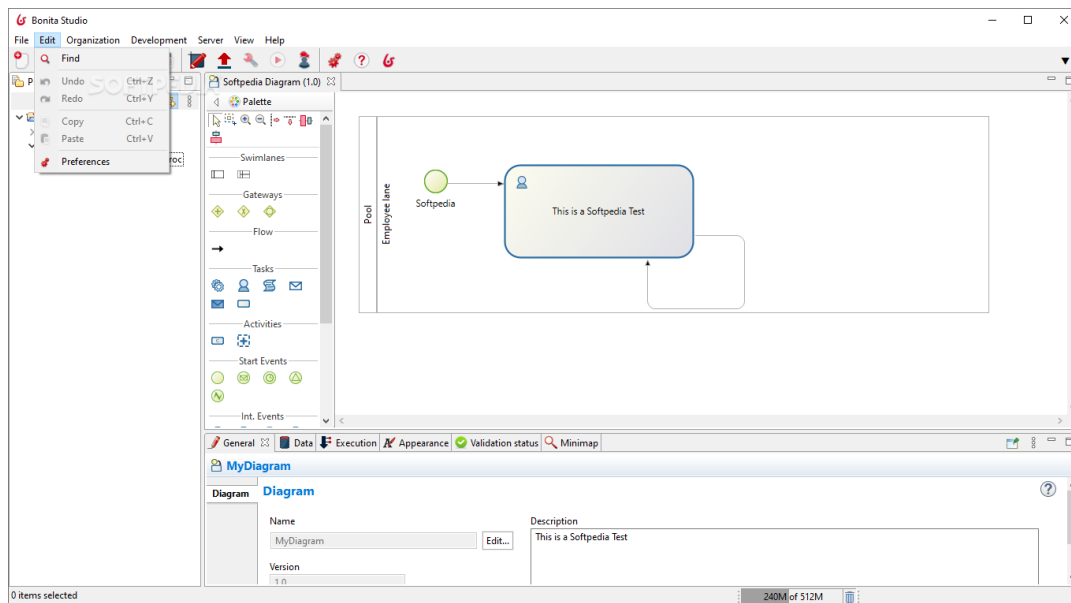 Bonita Studio
File Edit Organization Development Server View Help
Find
Undo Ctrl+Z
Redo Ctrl+Y
Copy Ctrl+C
Paste Ctrl+V
Preferences
P
roc
SOFTPEDIA
Softpedia Diagram (1.0)
Palette
Swimlanes
Gateways
Flow
Tasks
Activities
Start Events
Int. Events
Pool
Employee lane
Softpedia
This is a Softpedia Test
General Data Execution Appearance Validation status Minimap
MyDiagram
Diagram Diagram
Name Description
MyDiagram Edit... This is a Softpedia Test
Version
1.0
0 items selected 240M of 512M